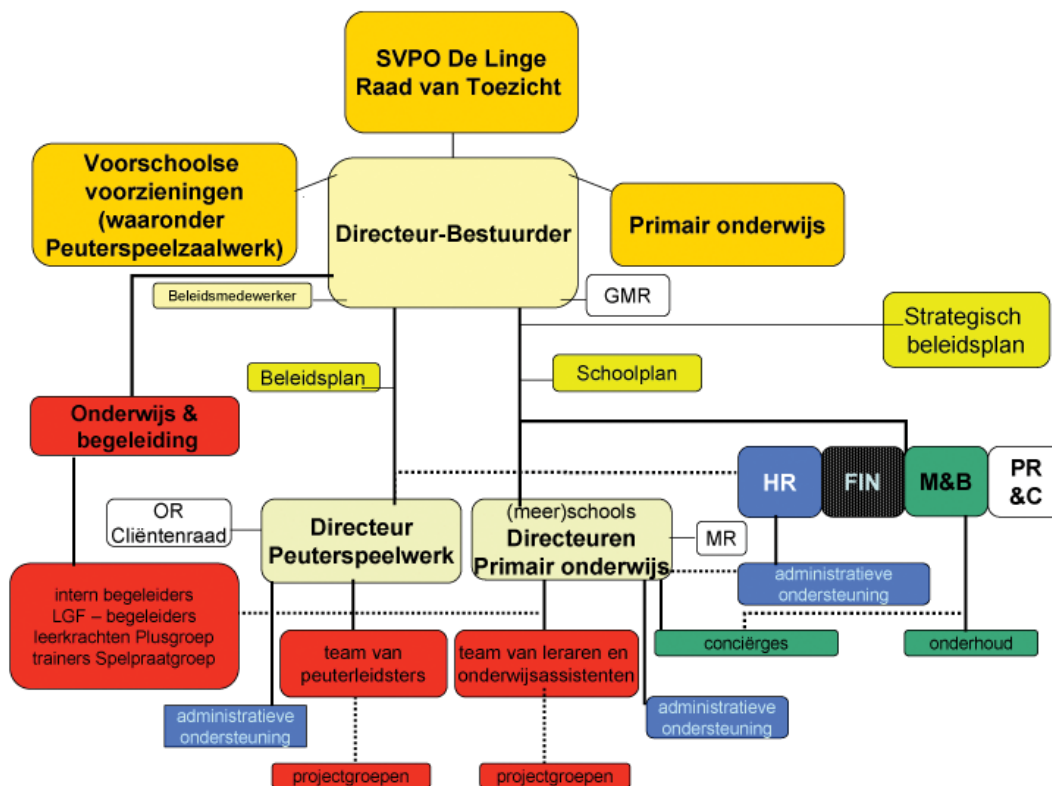 SVPO De Linge
Raad van Toezicht
Voorschoolse
voorzieningen
(waaronder
Peuterspeelzaalwerk)
Directeur-Bestuurder
Primair onderwijs
Beleidsmedewerker
GMR
Strategisch
beleidsplan
Beleidsplan
Schoolplan
Onderwijs &
begeleiding
HR
FIN
M&B
PR
&C
OR
Cliëntenraad
Directeur
Peuterspeelwerk
(meer)schools
Directeuren
Primair onderwijs
MR
administratieve
ondersteuning
intern begeleiders
LGF – begeleiders
leerkrachten Plusgroep
trainers Spelpraatgroep
team van
peuterleidsters
team van leraren en
onderwijsassistenten
conciërges
onderhoud
administratieve
ondersteuning
administratieve
ondersteuning
projectgroepen
projectgroepen